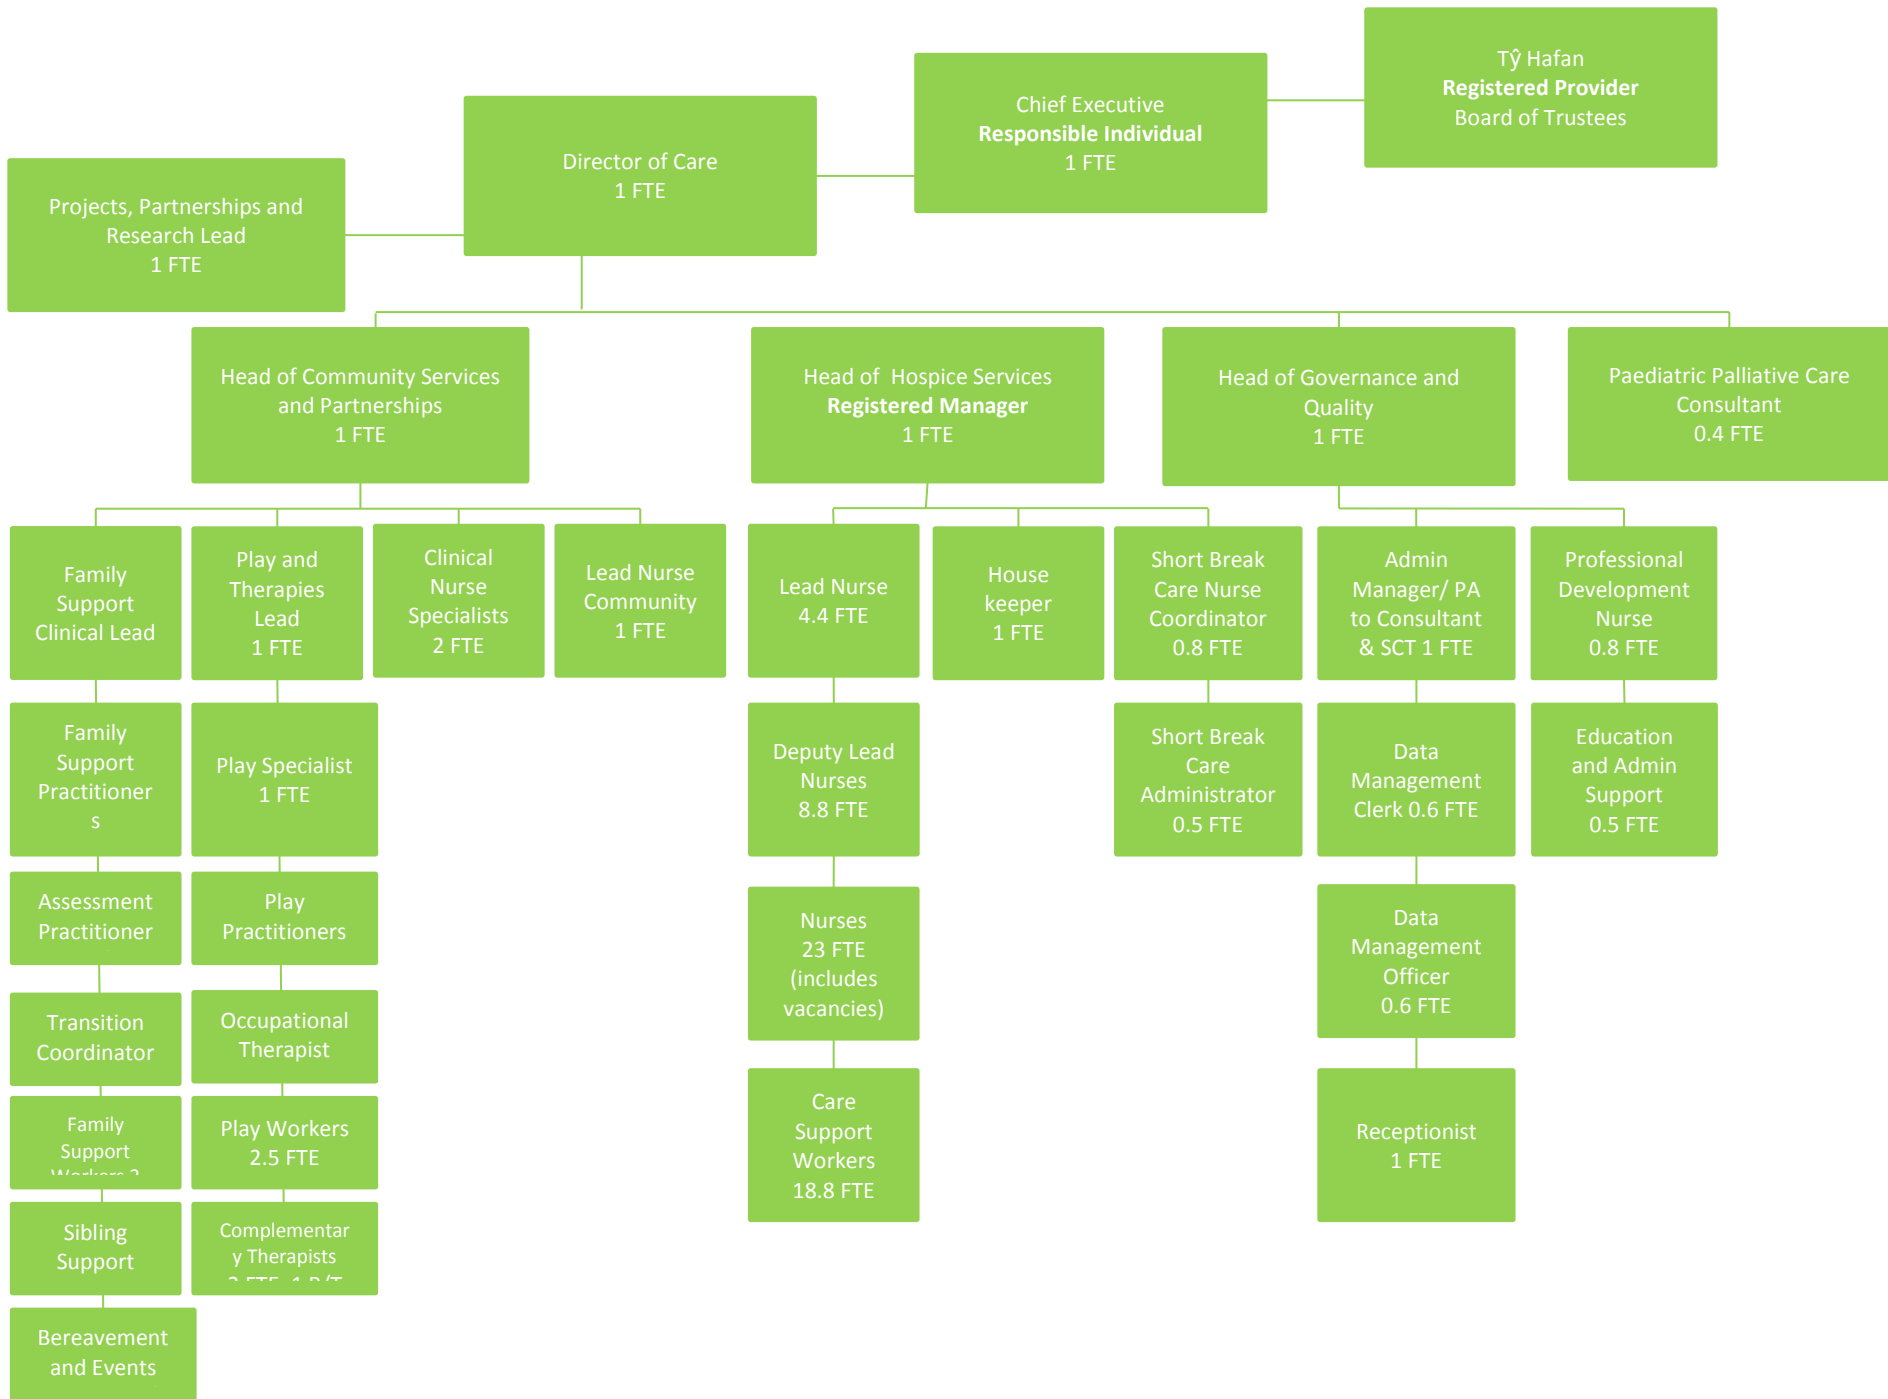 Tŷ Hafan
Registered Provider
Board of Trustees
Chief Executive
Responsible Individual
1 FTE
Director of Care
1 FTE
Projects, Partnerships and
Research Lead
1 FTE
Head of Community Services
and Partnerships
1 FTE
Head of Hospice Services
Registered Manager
1 FTE
Head of Governance and
Quality
1 FTE
Paediatric Palliative Care
Consultant
0.4 FTE
Family
Support
Clinical Lead
Play and
Therapies
Lead
1 FTE
Clinical
Nurse
Specialists
2 FTE
Lead Nurse
Community
1 FTE
Lead Nurse
4.4 FTE
House
keeper
1 FTE
Short Break
Care Nurse
Coordinator
0.8 FTE
Admin
Manager/ PA
to Consultant
& SCT 1 FTE
Professional
Development
Nurse
0.8 FTE
Family
Support
Practitioner
s
Play Specialist
1 FTE
Deputy Lead
Nurses
8.8 FTE
Short Break
Care
Administrator
0.5 FTE
Data
Management
Clerk 0.6 FTE
Education
and Admin
Support
0.5 FTE
Assessment
Practitioner
Play
Practitioners
Nurses
23 FTE
(includes
vacancies)
Data
Management
Officer
0.6 FTE
Transition
Coordinator
Occupational
Therapist
Family
Support
Workers
Play Workers
2.5 FTE
Care
Support
Workers
18.8 FTE
Receptionist
1 FTE
Sibling
Support
Complementar
y Therapists
Bereavement
and Events